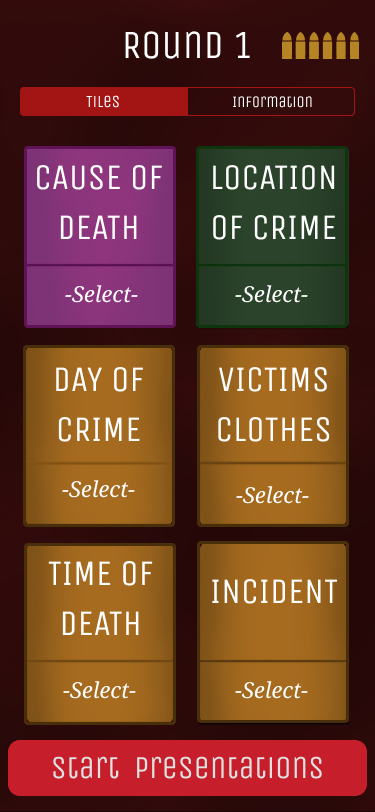 Round 1
Tiles
Information
CAUSE OF
DEATH
-Select-
LOCATION
OF CRIME
-Select-
DAY OF
CRIME
-Select-
VICTIMS
CLOTHES
-Select-
TIME OF
DEATH
-Select-
INCIDENT
-Select-
Start Presentations